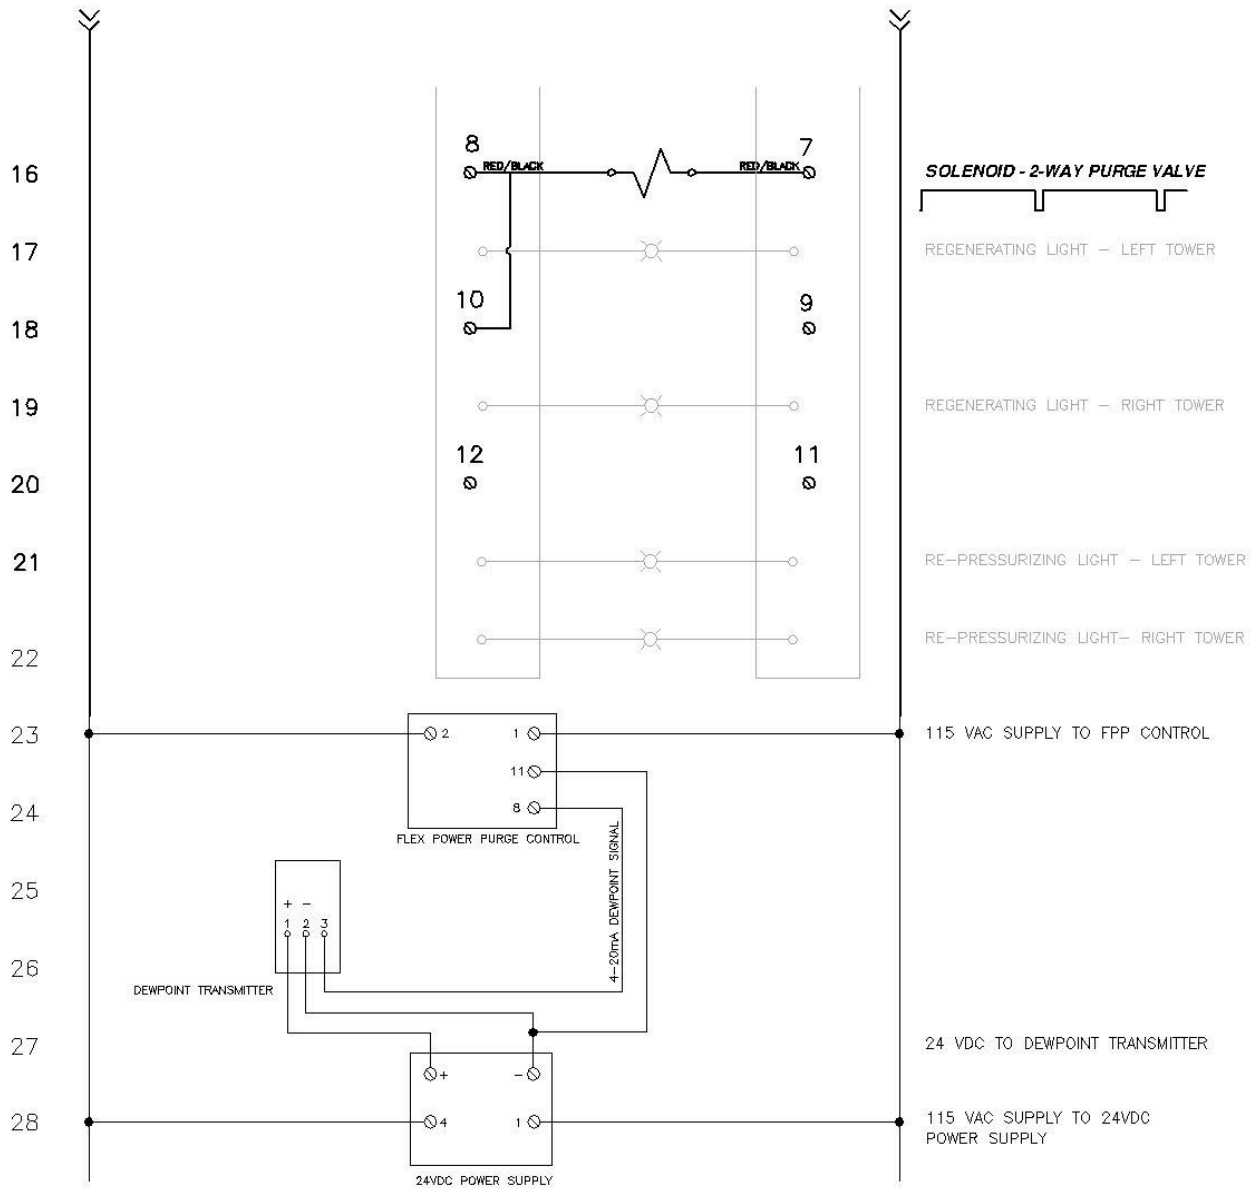 8 7
16 RED/BLACK RED/BLACK SOLENOID - 2-WAY PURGE VALVE
17 REGENERATING LIGHT - LEFT TOWER
10 9
18
19 REGENERATING LIGHT - RIGHT TOWER
12 11
20
21 RE-PRESSURIZING LIGHT - LEFT TOWER
22 RE-PRESSURIZING LIGHT- RIGHT TOWER
23 2 1 115 VAC SUPPLY TO FPP CONTROL
11
24 8
FLEX POWER PURGE CONTROL
4-20mA DEWPOINT SIGNAL
25
+ -
1 2 3
26
DEWPOINT TRANSMITTER
27 24 VDC TO DEWPOINT TRANSMITTER
+ -
28 4 1 115 VAC SUPPLY TO 24VDC
POWER SUPPLY
24VDC POWER SUPPLY